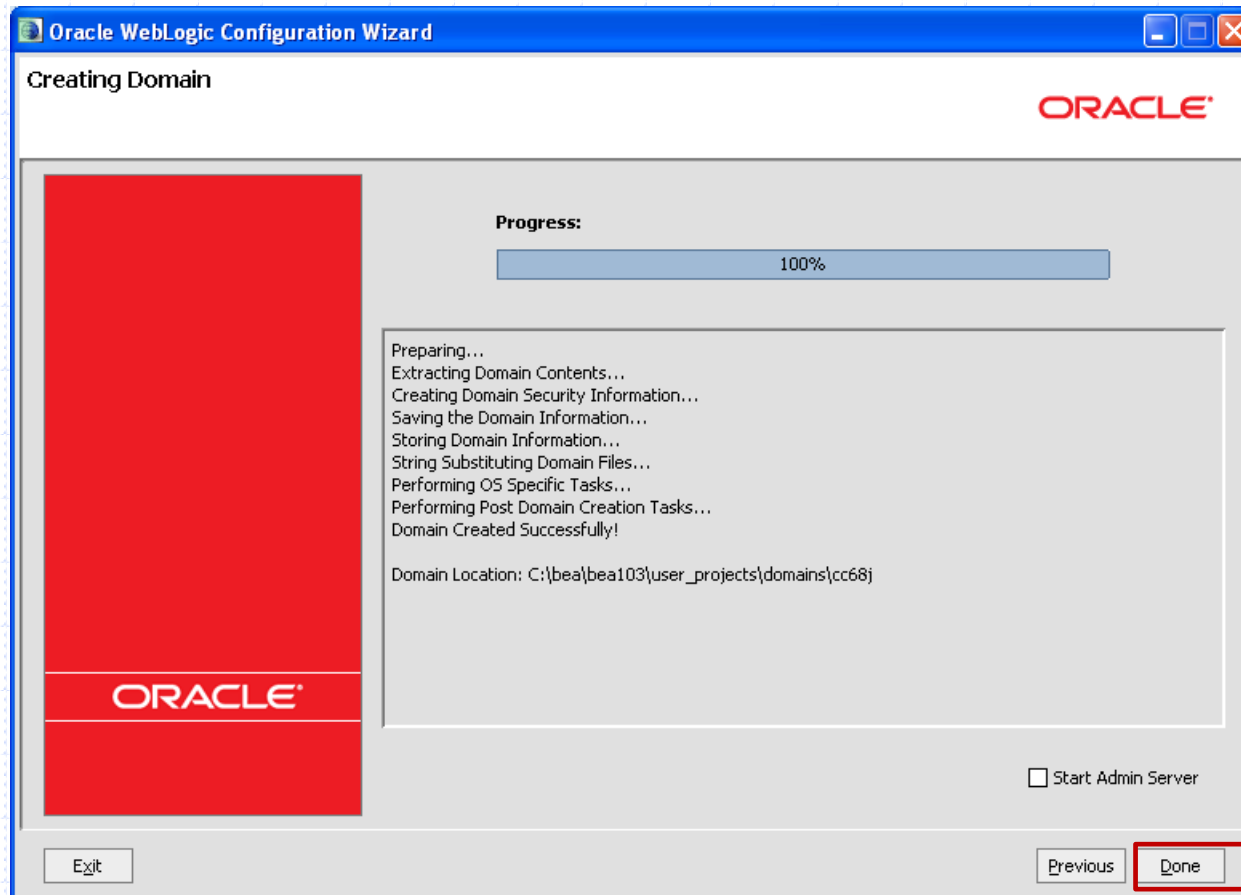 Oracle WebLogic Configuration Wizard
Creating Domain
ORACLE
Progress:
100%
Preparing...
Extracting Domain Contents...
Creating Domain Security Information...
Saving the Domain Information...
Storing Domain Information...
String Substituting Domain Files...
Performing OS Specific Tasks...
Performing Post Domain Creation Tasks...
Domain Created Successfully!
Domain Location: C:\bea\bea103\user_projects\domains\cc68j
ORACLE
Start Admin Server
Exit
Previous
Done